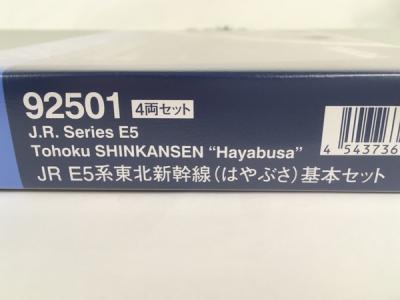 92501 4両セット
J.R. Series E5
Tohoku SHINKANSEN “Hayabusa”
JR E5系東北新幹線(はやぶさ)基本セット
4 543736